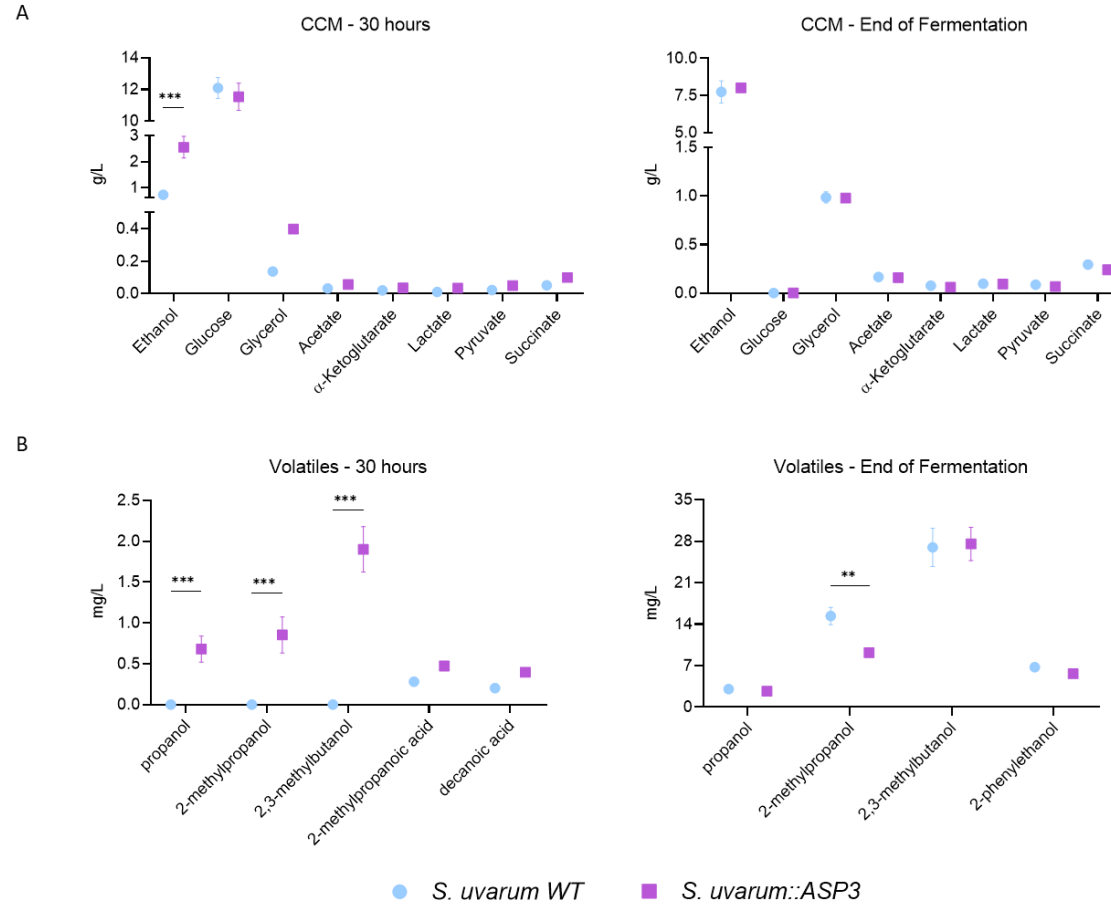 A
CCM - 30 hours
14
12
10
3
2
1
0.4
0.2
0.0
g/L
***
Ethanol
Glucose
Glycerol
Acetate
α-Ketoglutarate
Lactate
Pyruvate
Succinate
CCM - End of Fermentation
10.0
7.5
5.0
1.5
1.0
0.5
0.0
g/L
Ethanol
Glucose
Glycerol
Acetate
α-Ketoglutarate
Lactate
Pyruvate
Succinate
B
Volatiles - 30 hours
2.5
2.0
1.5
1.0
0.5
0.0
mg/L
***
***
***
propanol
2-methylpropanol
2,3-methylbutanol
2-methylpropanoic acid
decanoic acid
Volatiles - End of Fermentation
35
28
21
14
7
0
mg/L
**
propanol
2-methylpropanol
2,3-methylbutanol
2-phenylethanol
S. uvarum WT
S. uvarum::ASP3